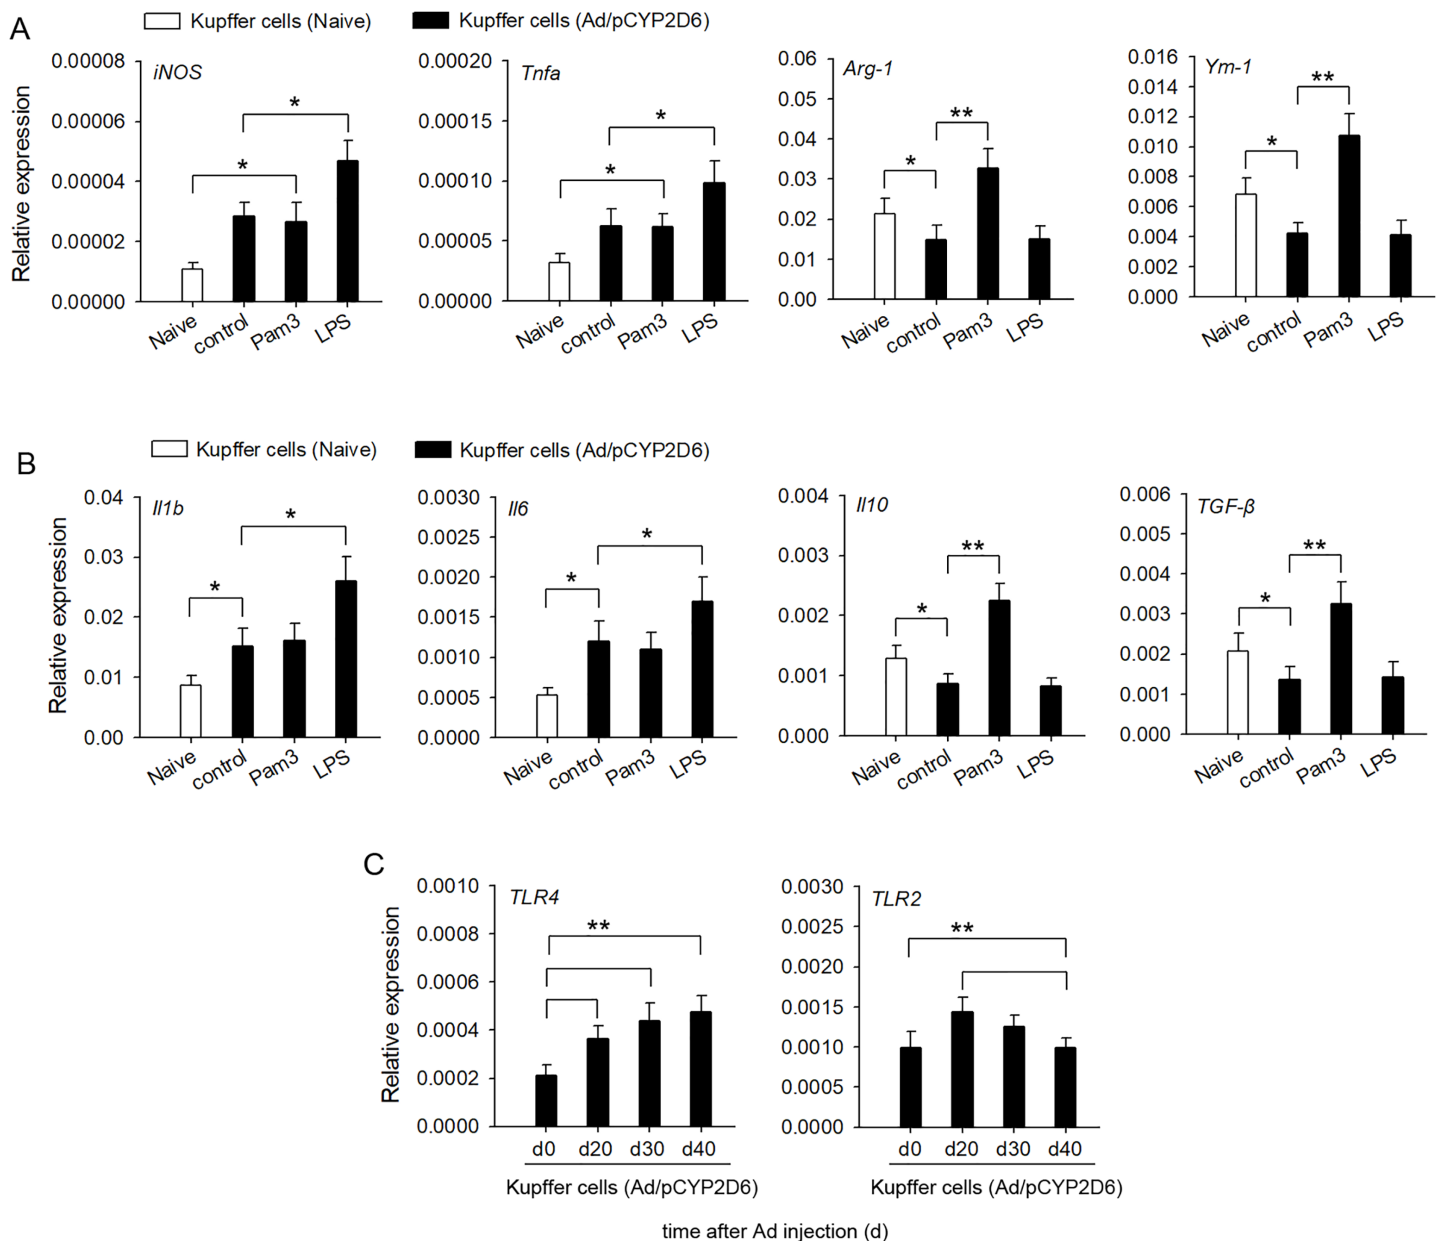 A
Kupffer cells (Naive) Kupffer cells (Ad/pCYP2D6)
Relative expression
iNOS
0.00008
0.00006
0.00004
0.00002
0.00000
*
*
Naive control Pam3 LPS
Tnfa
0.00020
0.00015
0.00010
0.00005
0.00000
*
*
Naive control Pam3 LPS
Arg-1
0.06
0.05
0.04
0.03
0.02
0.01
0.00
**
*
Naive control Pam3 LPS
Ym-1
0.016
0.014
0.012
0.010
0.008
0.006
0.004
0.002
0.000
**
*
Naive control Pam3 LPS
B
Kupffer cells (Naive) Kupffer cells (Ad/pCYP2D6)
Relative expression
Il1b
0.04
0.03
0.02
0.01
0.00
*
*
Naive control Pam3 LPS
Il6
0.0030
0.0025
0.0020
0.0015
0.0010
0.0005
0.0000
*
*
Naive control Pam3 LPS
Il10
0.004
0.003
0.002
0.001
0.000
**
*
Naive control Pam3 LPS
TGF-β
0.006
0.005
0.004
0.003
0.002
0.001
0.000
**
*
Naive control Pam3 LPS
C
Relative expression
TLR4
0.0010
0.0008
0.0006
0.0004
0.0002
0.0000
**
d0 d20 d30 d40
Kupffer cells (Ad/pCYP2D6)
TLR2
0.0030
0.0025
0.0020
0.0015
0.0010
0.0005
0.0000
**
d0 d20 d30 d40
Kupffer cells (Ad/pCYP2D6)
time after Ad injection (d)